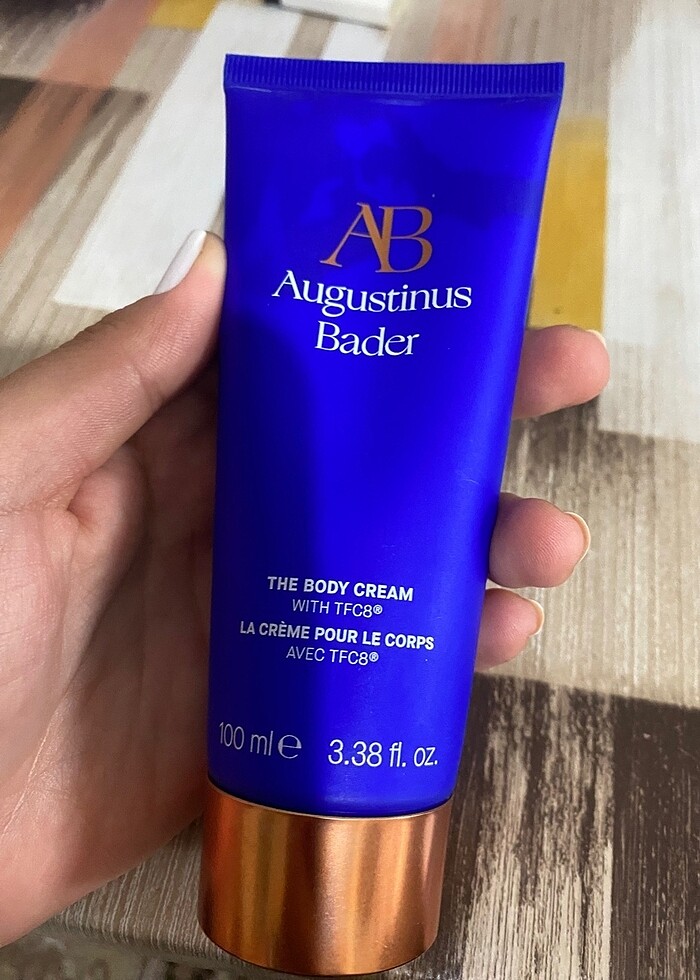 AB
Augustinus
Bader
THE BODY CREAM
WITH TFC8®
LA CRÈME POUR LE CORPS
AVEC TFC8®
100 ml ℮ 3.38 fl. oz.